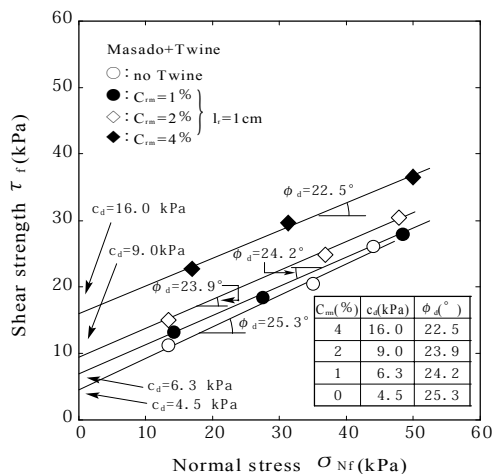 60
50
40
30
20
10
0
0 10 20 30 40 50 60
Shear strength τ f (kPa)
Normal stress σNf (kPa)
Masado+Twine
○: no Twine
●: Crm=1%
◇: Crm=2%
◆: Crm=4%
lr=1cm
φd=22.5°
cd=16.0 kPa
cd=9.0kPa
φd=24.2°
φd=23.9°
φd=25.3°
cd=6.3 kPa
cd=4.5 kPa
Crm(%) cd(kPa) φd(°)
4 16.0 22.5
2 9.0 23.9
1 6.3 24.2
0 4.5 25.3